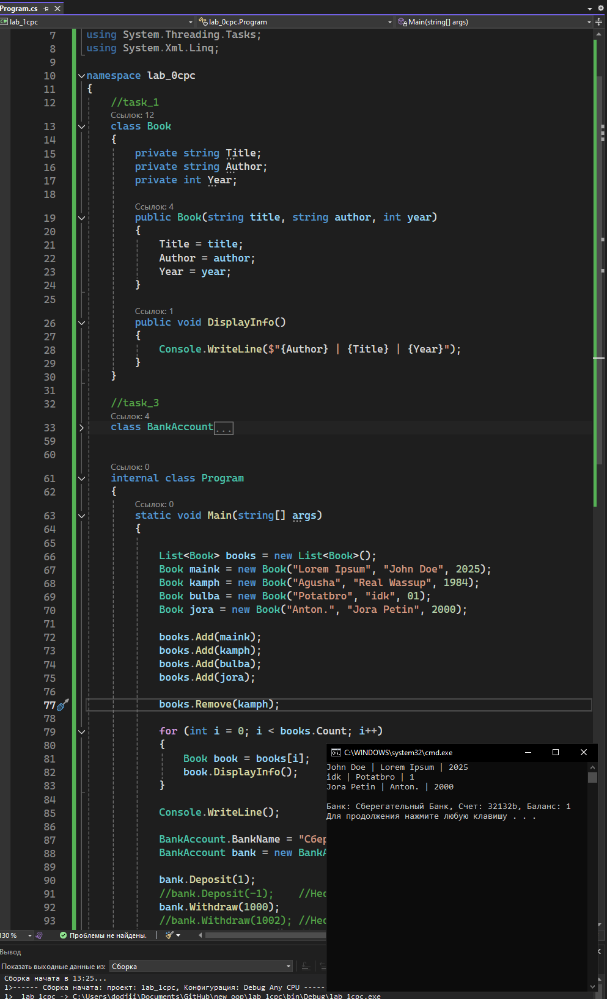 Program.cs
lab_1cpc lab_0cpc.Program Main(string[] args)
7 using System.Threading.Tasks;
8 using System.Xml.Linq;
9
10 namespace lab_0cpc
11 {
12 //task_1
Ссылок: 12
13 class Book
14 {
15 private string Title;
16 private string Author;
17 private int Year;
18
Ссылок: 4
19 public Book(string title, string author, int year)
20 {
21 Title = title;
22 Author = author;
23 Year = year;
24 }
25
Ссылок: 1
26 public void DisplayInfo()
27 {
28 Console.WriteLine($"{Author} | {Title} | {Year}");
29 }
30 }
31
32 //task_3
Ссылок: 4
33 class BankAccount...
59
60
Ссылок: 0
61 internal class Program
62 {
Ссылок: 0
63 static void Main(string[] args)
64 {
65
66 List<Book> books = new List<Book>();
67 Book maink = new Book("Lorem Ipsum", "John Doe", 2025);
68 Book kamph = new Book("Agusha", "Real Wassup", 1984);
69 Book bulba = new Book("Potatbro", "idk", 01);
70 Book jora = new Book("Anton.", "Jora Petin", 2000);
71
72 books.Add(maink);
73 books.Add(kamph);
74 books.Add(bulba);
75 books.Add(jora);
76
77 books.Remove(kamph);
78
79 for (int i = 0; i < books.Count; i++)
80 {
81 Book book = books[i];
82 book.DisplayInfo();
83 }
84
85 Console.WriteLine();
86
87 BankAccount.BankName = "Сбер
88 BankAccount bank = new BankA
89
90 bank.Deposit(1);
91 //bank.Deposit(-1); //Нео
92 bank.Withdraw(1000);
93 //bank.Withdraw(1002); //Нео
C:\WINDOWS\system32\cmd.exe
John Doe | Lorem Ipsum | 2025
idk | Potatbro | 1
Jora Petin | Anton. | 2000
Банк: Сберегательный Банк, Счет: 32132b, Баланс: 1
Для продолжения нажмите любую клавишу . . .
130 % Проблемы не найдены.
Вывод
Показать выходные данные из: Сборка
Сборка начата в 13:25...
1>------ Сборка начата: проект: lab_1cpc, Конфигурация: Debug Any CPU -----
1> lab_1cpc -> C:\Users\dodjii\Documents\GitHub\new_oop\lab_1cpc\bin\Debug\lab_1cpc.exe